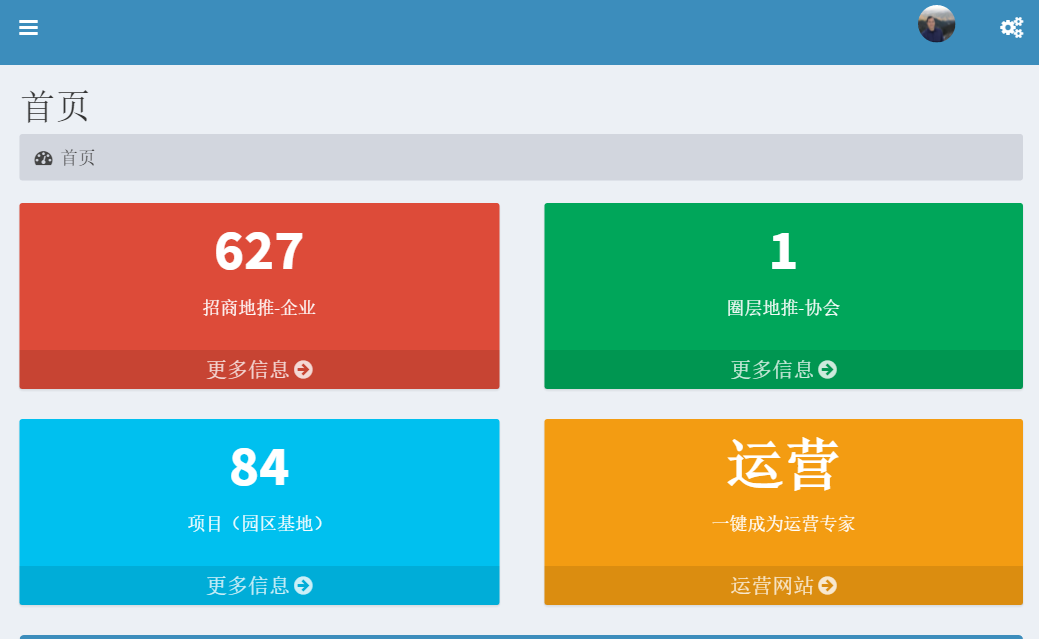 首页
首页
627
招商地推-企业
更多信息
1
圈层地推-协会
更多信息
84
项目（园区基地）
更多信息
运营
一键成为运营专家
运营网站